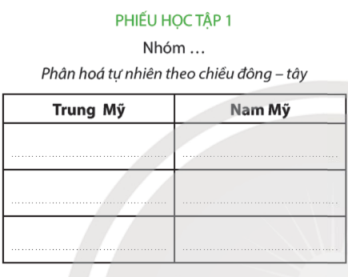 PHIẾU HỌC TẬP 1
Nhóm ...
Phân hoá tự nhiên theo chiều đông – tây
Trung Mỹ Nam Mỹ